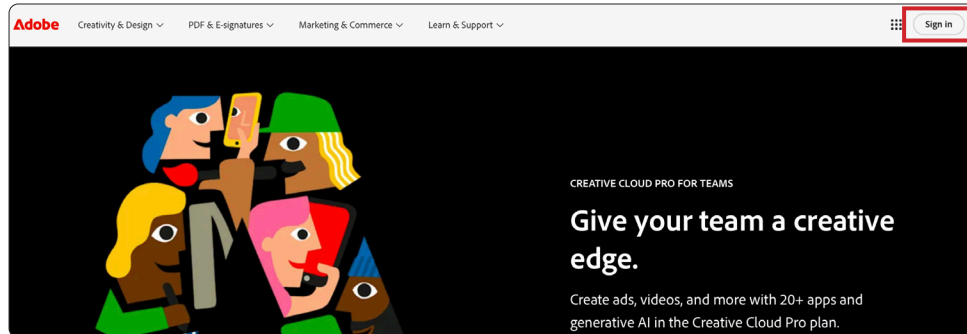 Adobe Creativity & Design PDF & E-signatures Marketing & Commerce Learn & Support Sign in
CREATIVE CLOUD PRO FOR TEAMS
Give your team a creative
edge.
Create ads, videos, and more with 20+ apps and
generative AI in the Creative Cloud Pro plan.